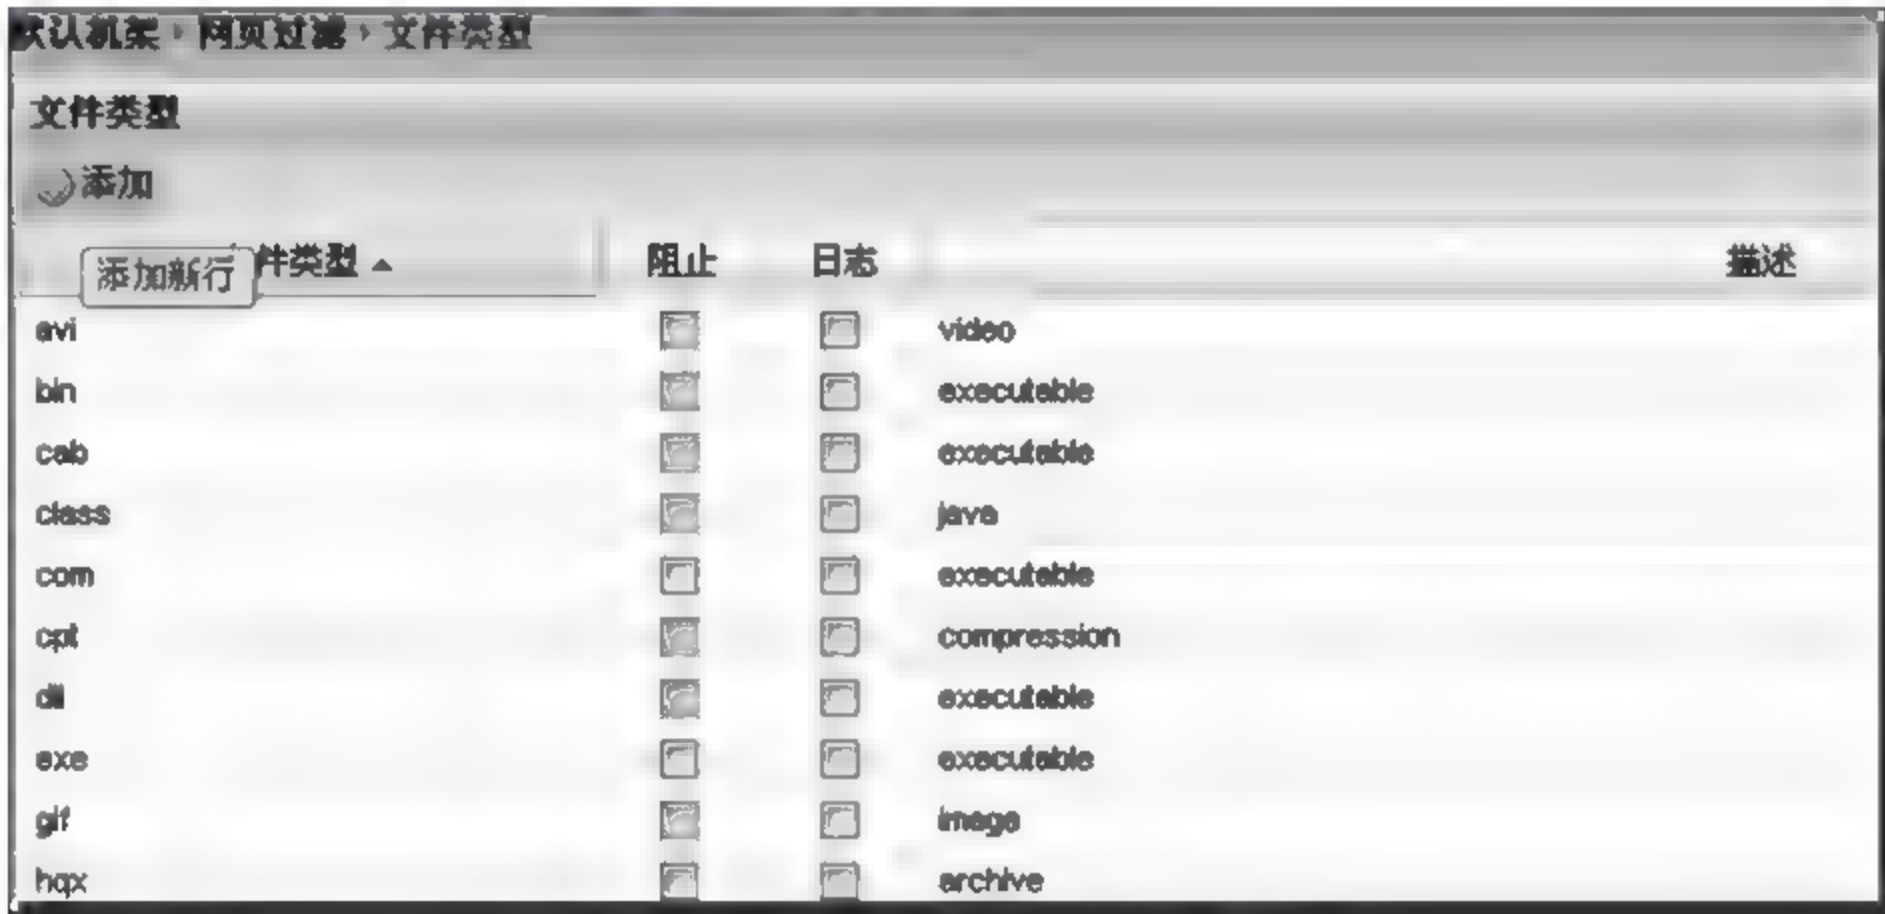 默认机架 › 网页过滤 › 文件类型
文件类型
添加
添加新行 件类型 ▲ 阻止 日志 描述
avi video
bin executable
cab executable
class java
com executable
cpt compression
dll executable
exe executable
gif image
hqx archive